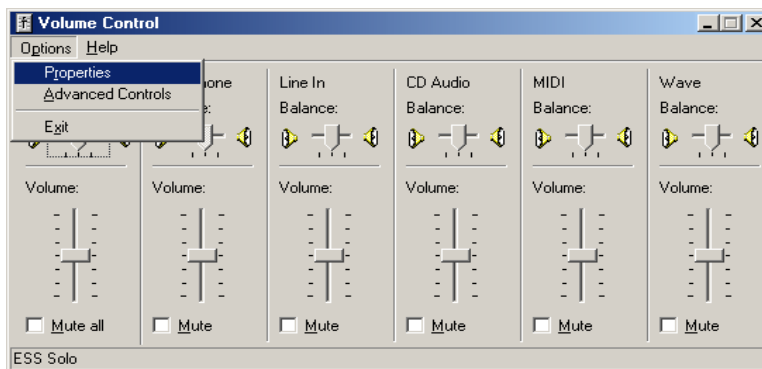 Volume Control
Options Help
Properties
Advanced Controls
Exit
one Line In CD Audio MIDI Wave
Balance: Balance: Balance: Balance:
Volume: Volume: Volume: Volume: Volume: Volume:
Mute all Mute Mute Mute Mute Mute
ESS Solo